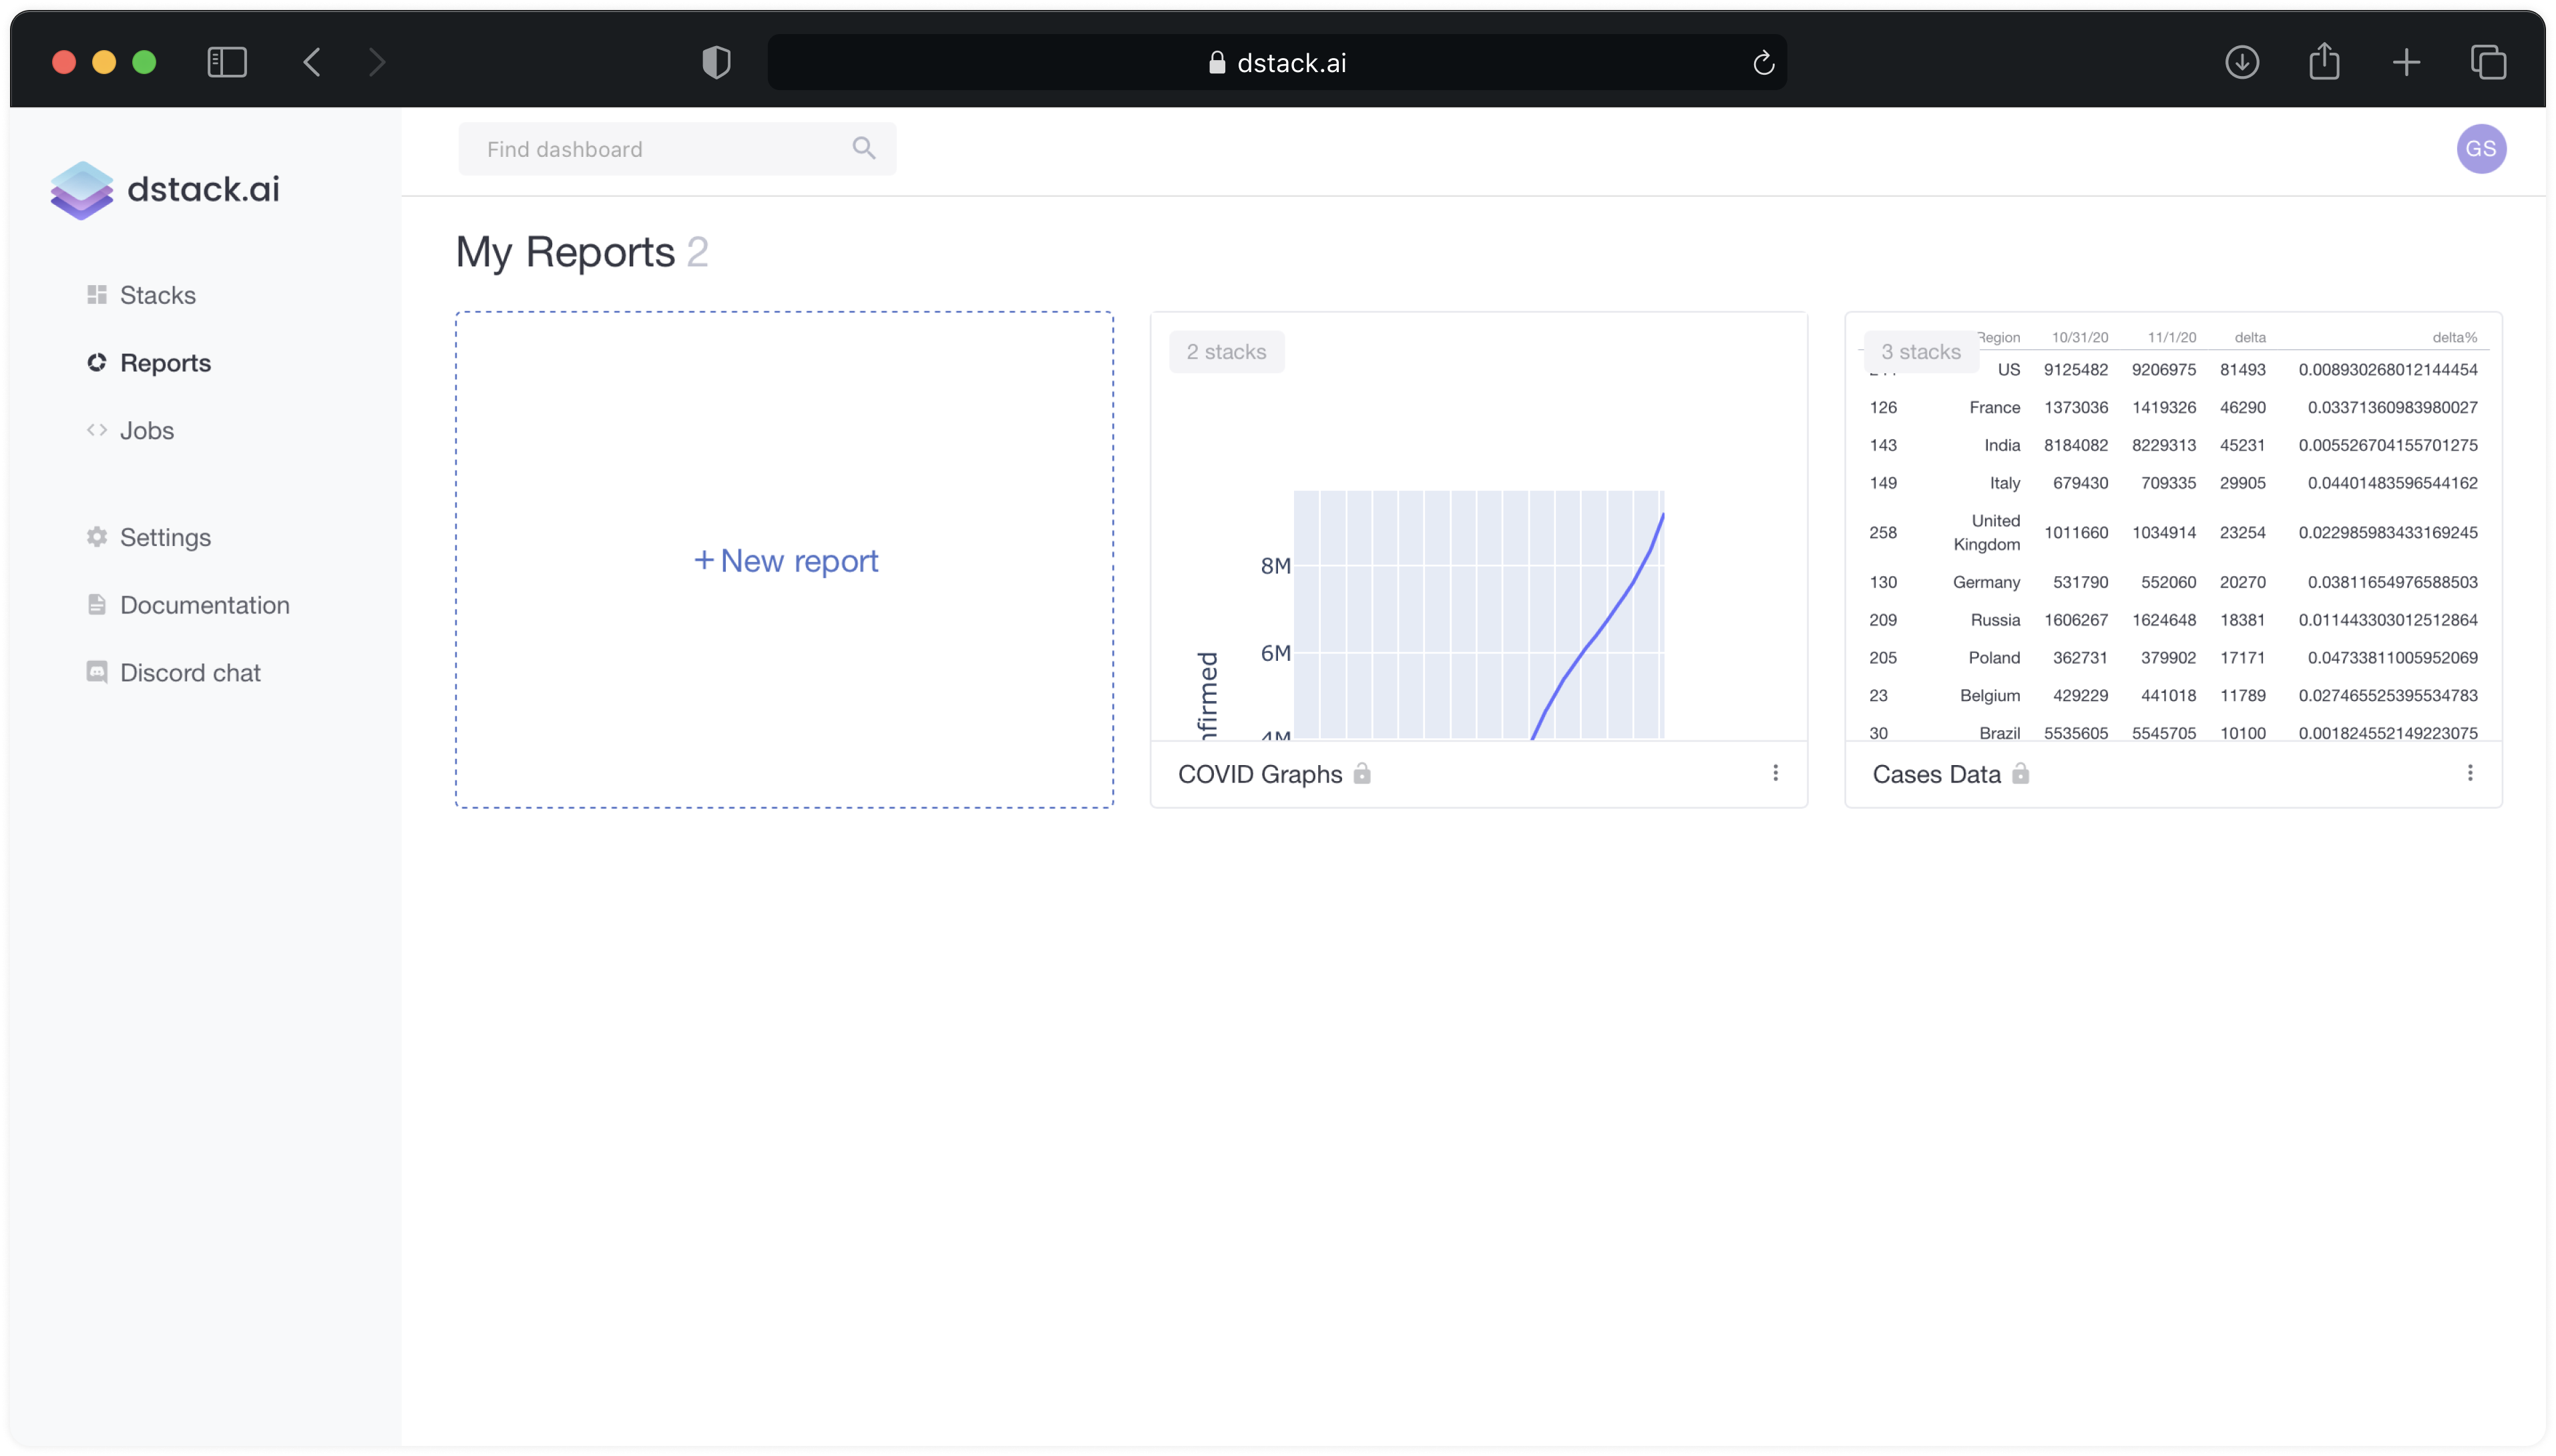 dstack.ai
Find dashboard
GS
dstack.ai
Stacks
Reports
Jobs
Settings
Documentation
Discord chat
My Reports 2
+ New report
2 stacks
8M
6M
4M
nfirmed
COVID Graphs
3 stacks
Region 10/31/20 11/1/20 delta delta%
US 9125482 9206975 81493 0.008930268012144454
126 France 1373036 1419326 46290 0.03371360983980027
143 India 8184082 8229313 45231 0.005526704155701275
149 Italy 679430 709335 29905 0.04401483596544162
258 United Kingdom 1011660 1034914 23254 0.022985983433169245
130 Germany 531790 552060 20270 0.03811654976588503
209 Russia 1606267 1624648 18381 0.011443303012512864
205 Poland 362731 379902 17171 0.04733811005952069
23 Belgium 429229 441018 11789 0.027465525395534783
30 Brazil 5535605 5545705 10100 0.001824552149223075
Cases Data